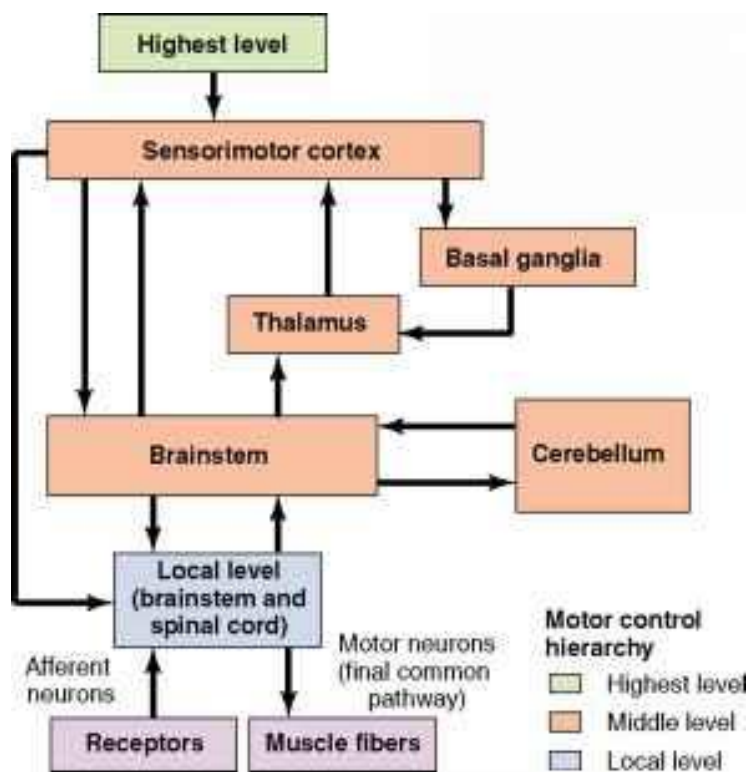 Highest level
Sensorimotor cortex
Basal ganglia
Thalamus
Brainstem
Cerebellum
Local level
(brainstem and
spinal cord)
Afferent
neurons
Motor neurons
(final common
pathway)
Receptors
Muscle fibers
Motor control
hierarchy
Highest level
Middle level
Local level